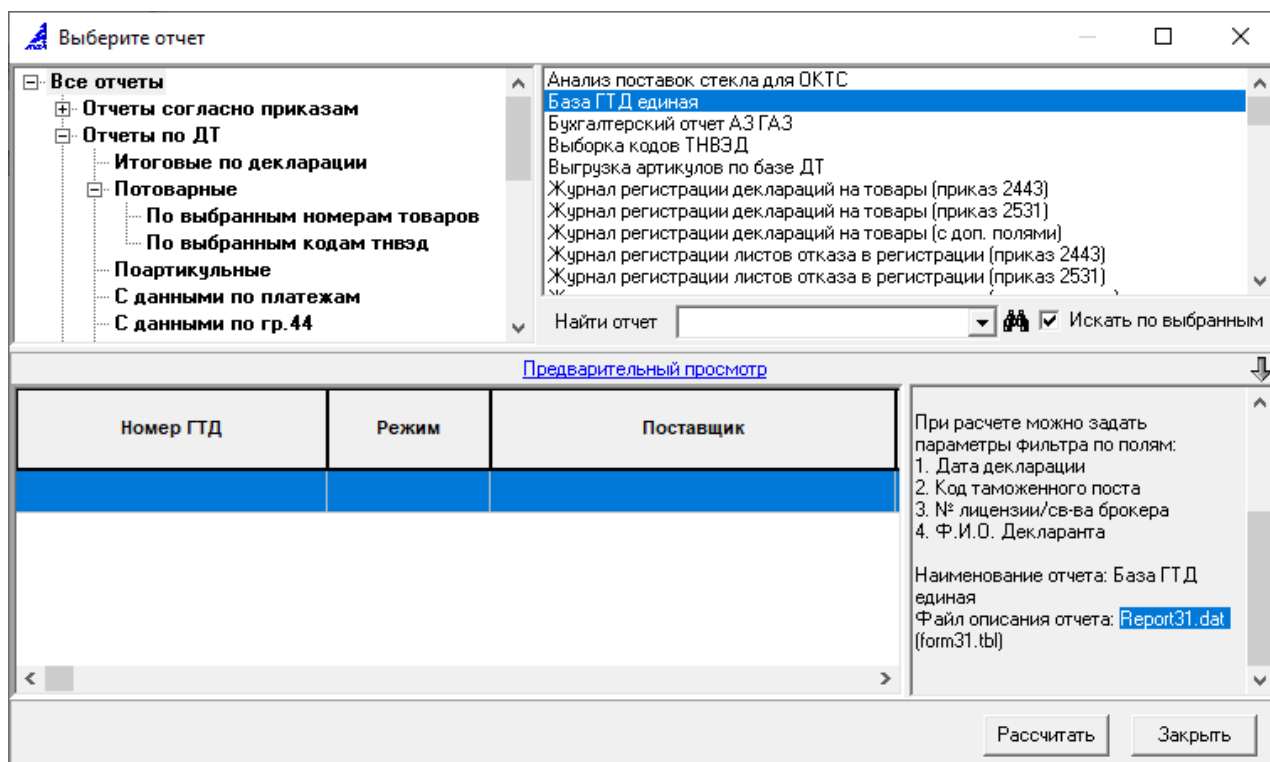 Выберите отчет
Все отчеты
Отчеты согласно приказам
Отчеты по ДТ
Итоговые по декларации
Потоварные
По выбранным номерам товаров
По выбранным кодам тнвэд
Поартикульные
С данными по платежам
С данными по гр.44
Анализ поставок стекла для ОКТС
База ГТД единая
Бухгалтерский отчет АЗ ГАЗ
Выборка кодов ТНВЭД
Выгрузка артикулов по базе ДТ
Журнал регистрации деклараций на товары (приказ 2443)
Журнал регистрации деклараций на товары (приказ 2531)
Журнал регистрации деклараций на товары (с доп. полями)
Журнал регистрации листов отказа в регистрации (приказ 2443)
Журнал регистрации листов отказа в регистрации (приказ 2531)
Найти отчет
Искать по выбранным
Предварительный просмотр
Номер ГТД
Режим
Поставщик
При расчете можно задать
параметры фильтра по полям:
1. Дата декларации
2. Код таможенного поста
3. № лицензии/св-ва брокера
4. Ф.И.О. Декларанта
Наименование отчета: База ГТД
единая
Файл описания отчета: Report31.dat
(form31.tbl)
Рассчитать
Закрыть